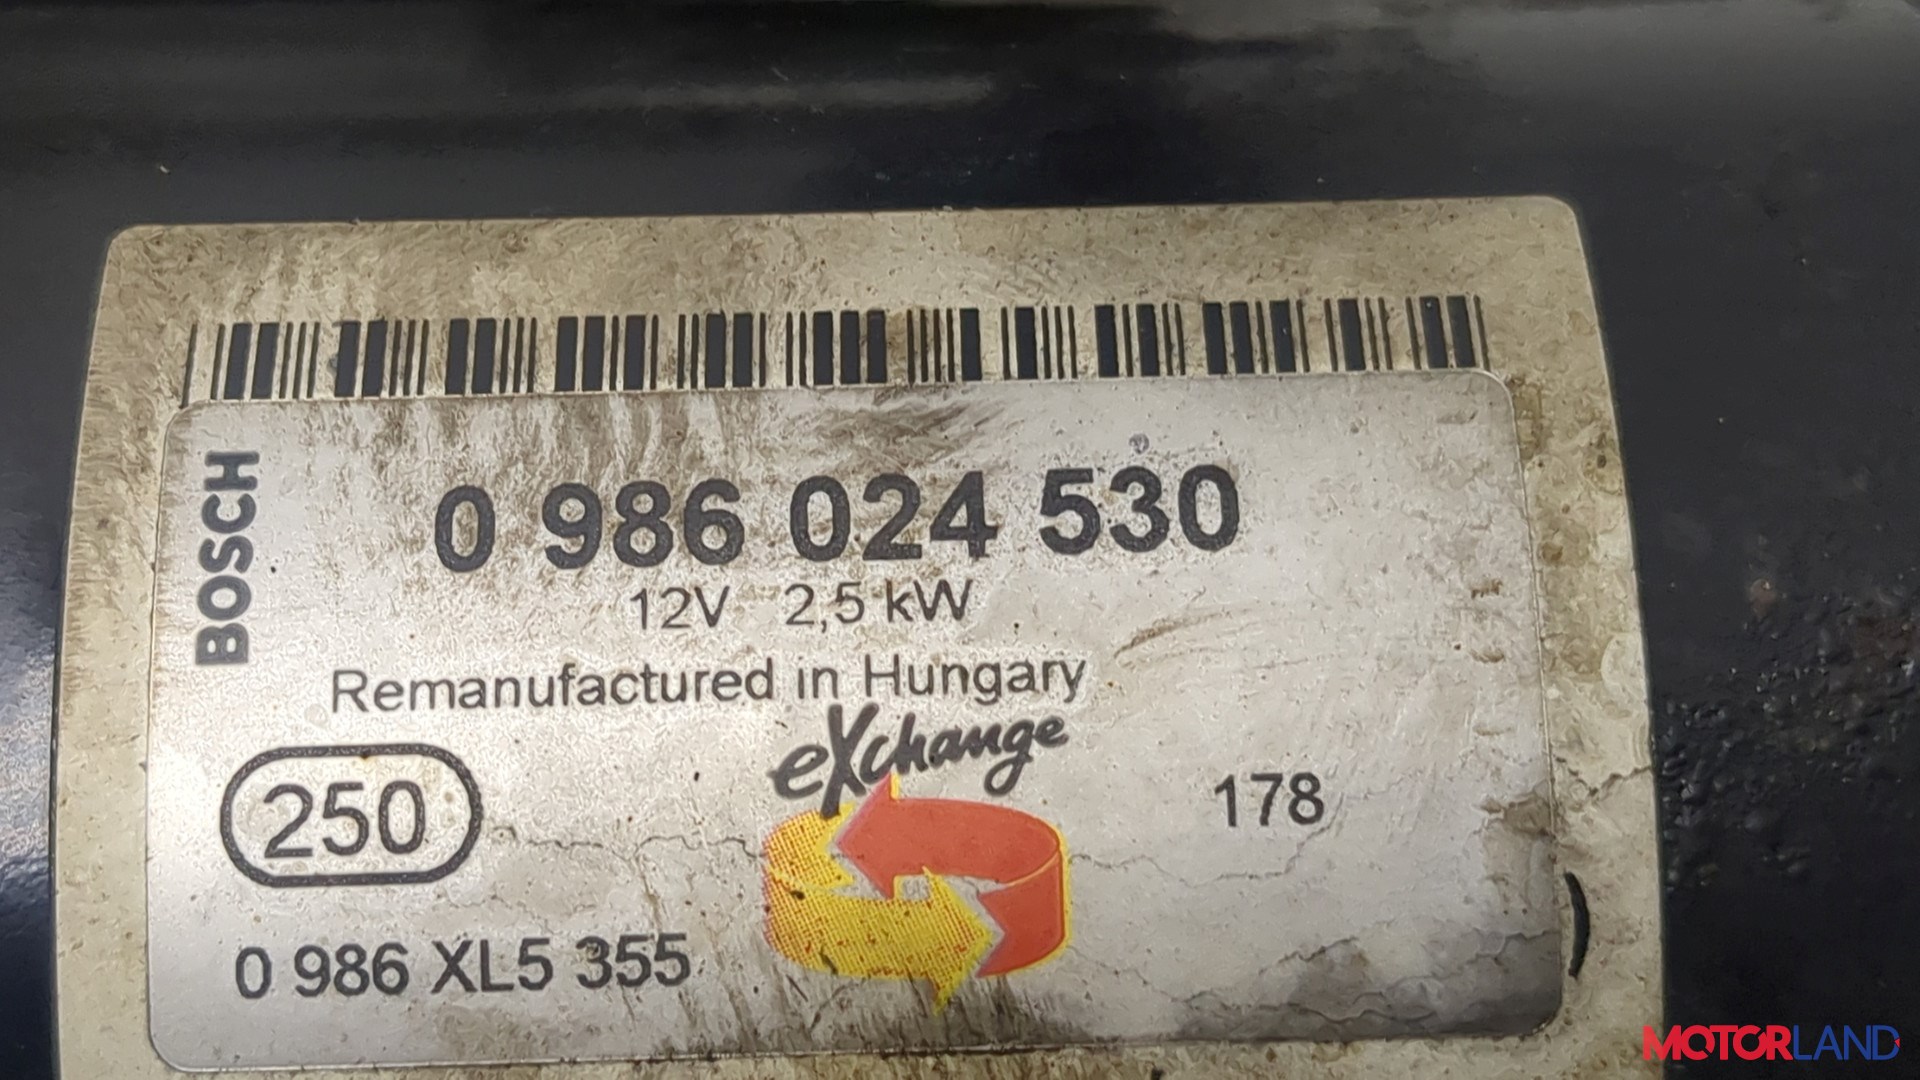 BOSCH
0 986 024 530
12V 2,5 kW
Remanufactured in Hungary
eXchange
250
178
0 986 XL5 355
MOTORLAND